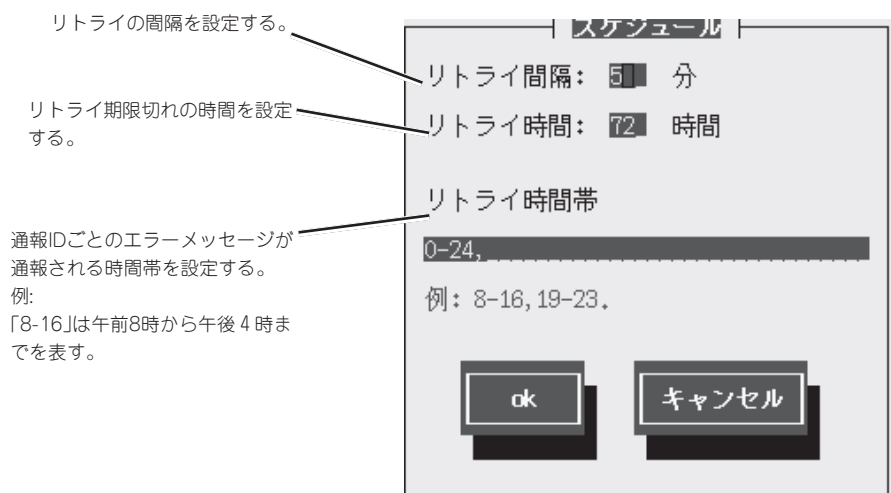 リトライの間隔を設定する。
リトライ期限切れの時間を設定
する。
通報IDごとのエラーメッセージが
通報される時間帯を設定する。
例:
「8-16」は午前8時から午後4時ま
でを表す。
スケジュール
リトライ間隔: 5 分
リトライ時間: 72 時間
リトライ時間帯
0-24,
例: 8-16,19-23.
ok キャンセル